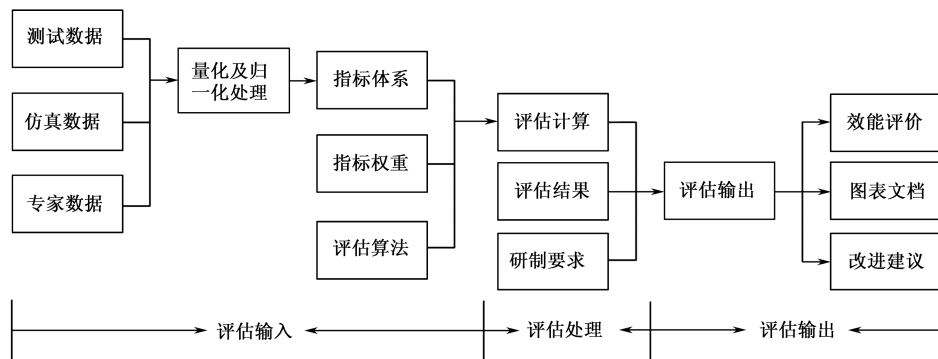 测试数据
仿真数据
专家数据
量化及归
一化处理
指标体系
指标权重
评估算法
评估计算
评估结果
研制要求
评估输出
效能评价
图表文档
改进建议
评估输入
评估处理
评估输出